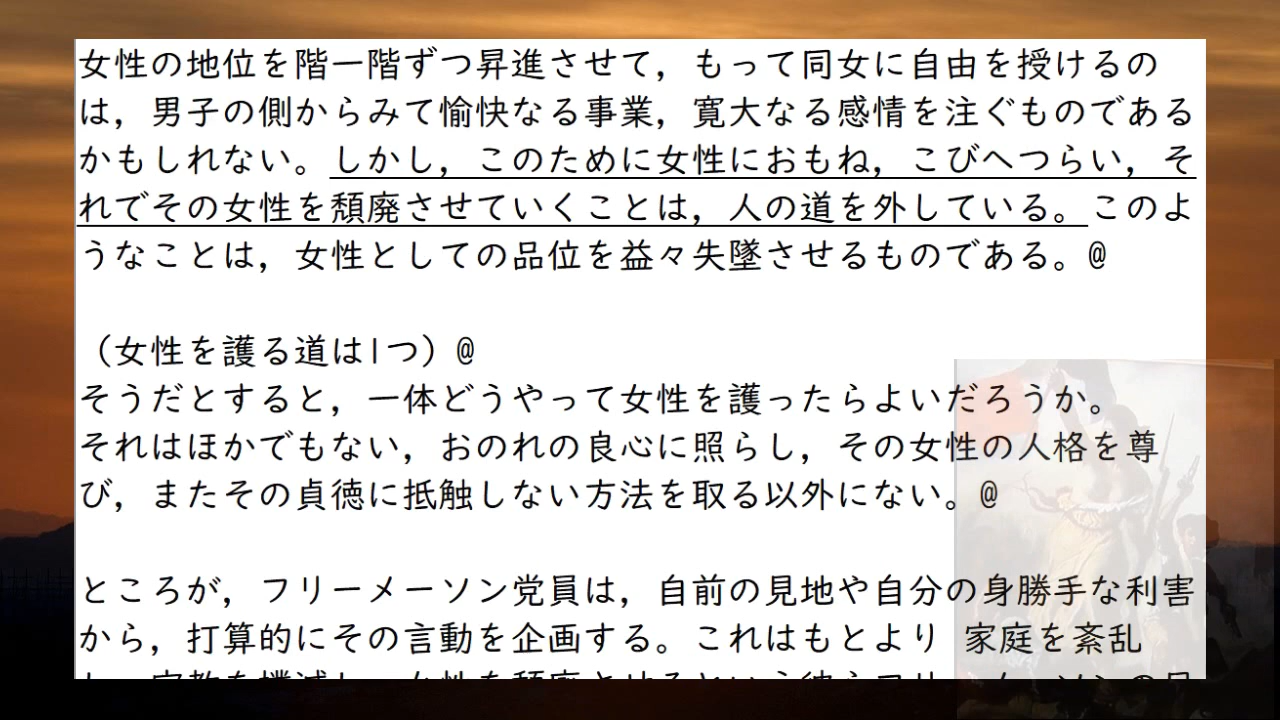 女性の地位を階一階ずつ昇進させて，もって同女に自由を授けるの
は，男子の側からみて愉快なる事業，寛大なる感情を注ぐものである
かもしれない。しかし，このために女性におもね，こびへつらい，そ
れでその女性を頽廃させていくことは，人の道を外している。このよ
うなことは，女性としての品位を益々失墜させるものである。@
（女性を護る道は1つ）@
そうだとすると，一体どうやって女性を護ったらよいだろうか。
それはほかでもない，おのれの良心に照らし，その女性の人格を尊
び，またその貞徳に抵触しない方法を取る以外にない。@
ところが，フリーメーソン党員は，自前の見地や自分の身勝手な利害
から，打算的にその言動を企画する。これはもとより 家庭を紊乱